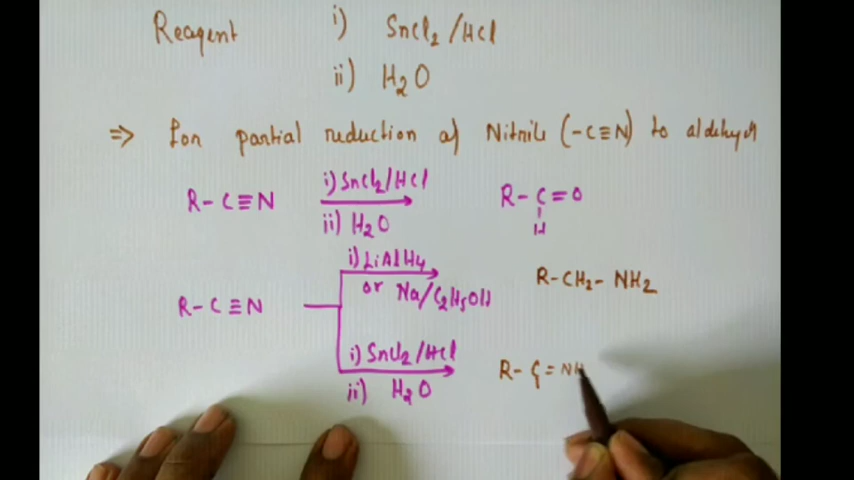 Reagent i) SnCl2/HCl
ii) H2O
⇒ For partial reduction of Nitrile (-C≡N) to aldehyde
R-C≡N i) SnCl2/HCl ii) H2O R-C=O
H
R-C≡N i) LiAlH4 or Na/C2H5OH R-CH2-NH2
i) SnCl2/HCl ii) H2O R-C=NH